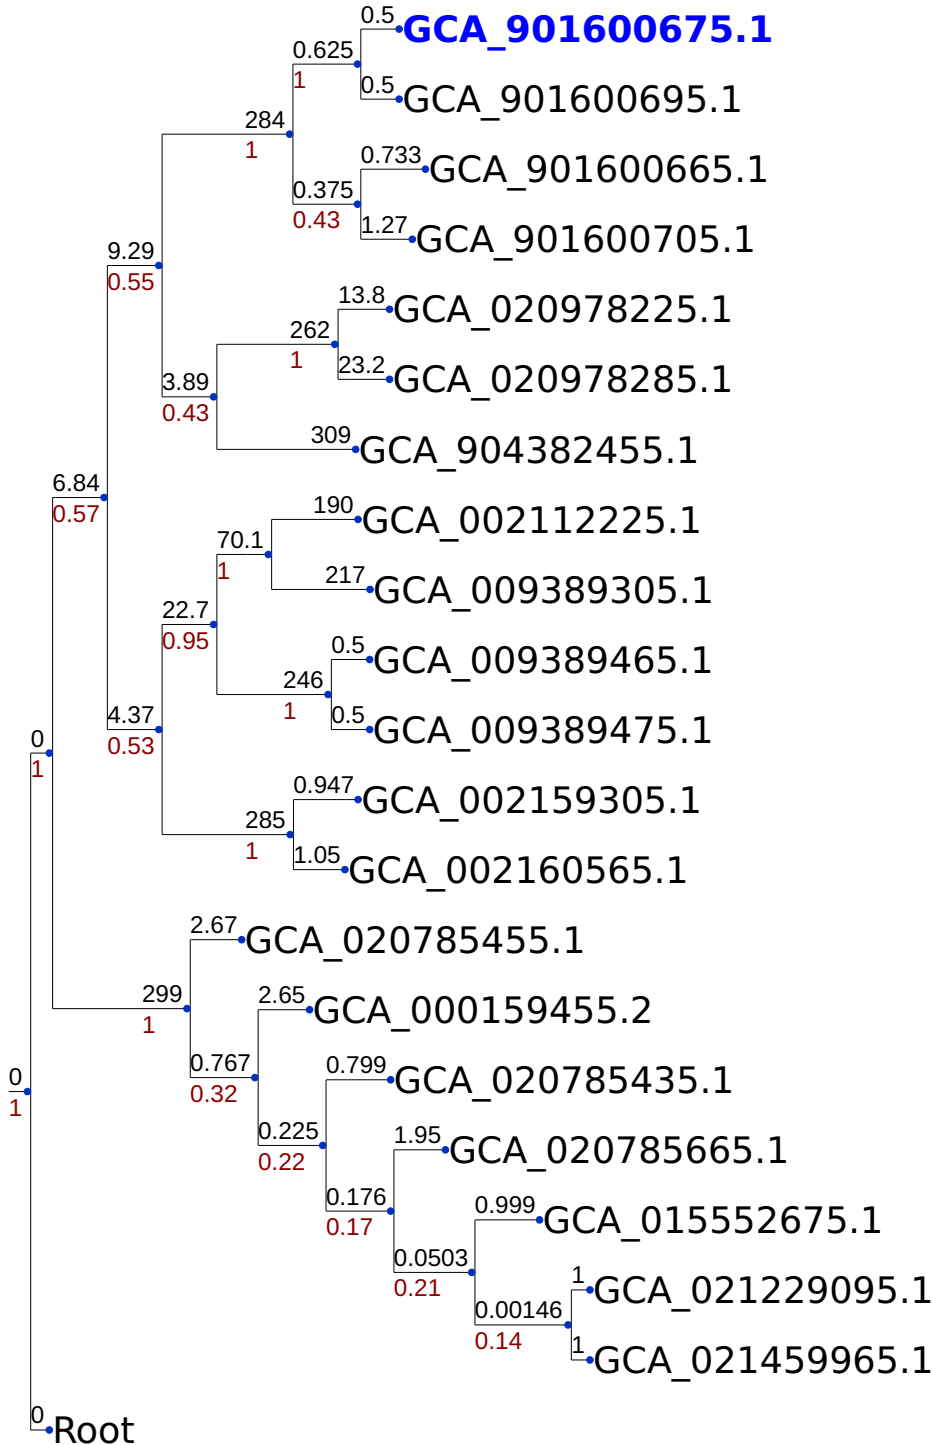 0.5
GCA_901600675.1
0.625
1
0.5
GCA_901600695.1
284
1
0.733
GCA_901600665.1
0.375
0.43
1.27
GCA_901600705.1
9.29
0.55
13.8
GCA_020978225.1
262
1
23.2
GCA_020978285.1
3.89
0.43
309
GCA_904382455.1
6.84
0.57
190
GCA_002112225.1
70.1
1
217
GCA_009389305.1
22.7
0.95
0.5
GCA_009389465.1
246
1
0.5
GCA_009389475.1
4.37
0.53
0
1
0.947
GCA_002159305.1
285
1
1.05
GCA_002160565.1
2.67
GCA_020785455.1
299
1
2.65
GCA_000159455.2
0.767
0.32
0.799
GCA_020785435.1
0
1
0.225
0.22
1.95
GCA_020785665.1
0.176
0.17
0.999
GCA_015552675.1
0.0503
0.21
1
GCA_021229095.1
0.00146
0.14
1
GCA_021459965.1
0
Root